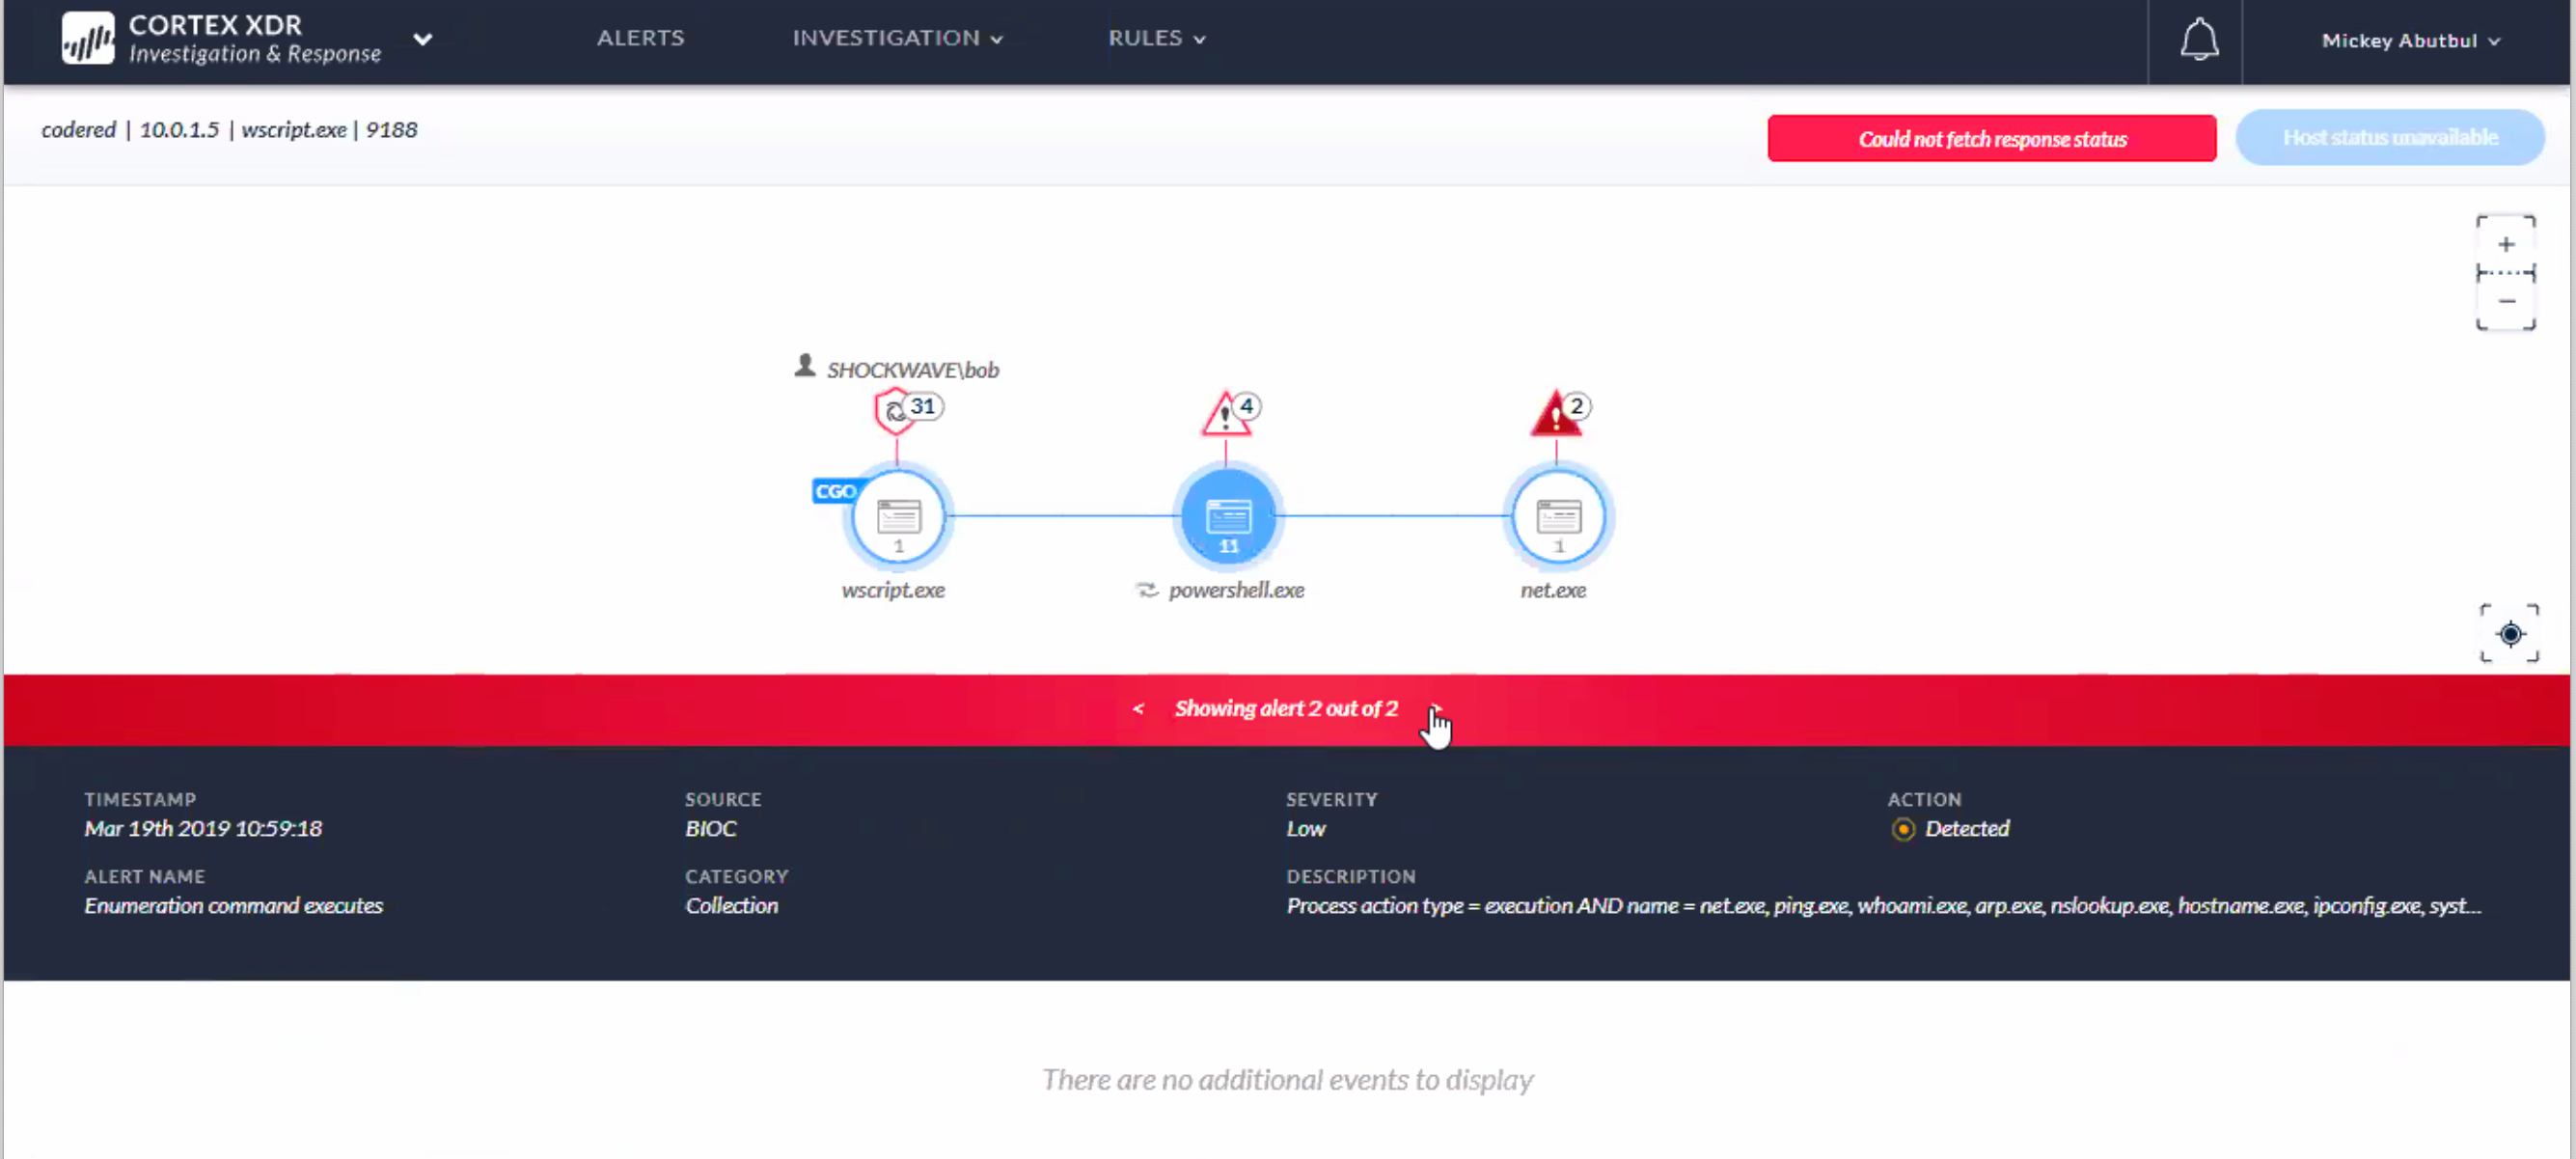 CORTEX XDR
Investigation & Response
ALERTS
INVESTIGATION
RULES
Mickey Abutbul
codered | 10.0.1.5 | wscript.exe | 9188
Could not fetch response status
Host status unavailable
SHOCKWAVE\bob
31
4
2
CGO
1
11
1
wscript.exe
powershell.exe
net.exe
< Showing alert 2 out of 2 >
TIMESTAMP
Mar 19th 2019 10:59:18
SOURCE
BIOC
SEVERITY
Low
ACTION
Detected
ALERT NAME
Enumeration command executes
CATEGORY
Collection
DESCRIPTION
Process action type = execution AND name = net.exe, ping.exe, whoami.exe, arp.exe, nslookup.exe, hostname.exe, ipconfig.exe, syst...
There are no additional events to display